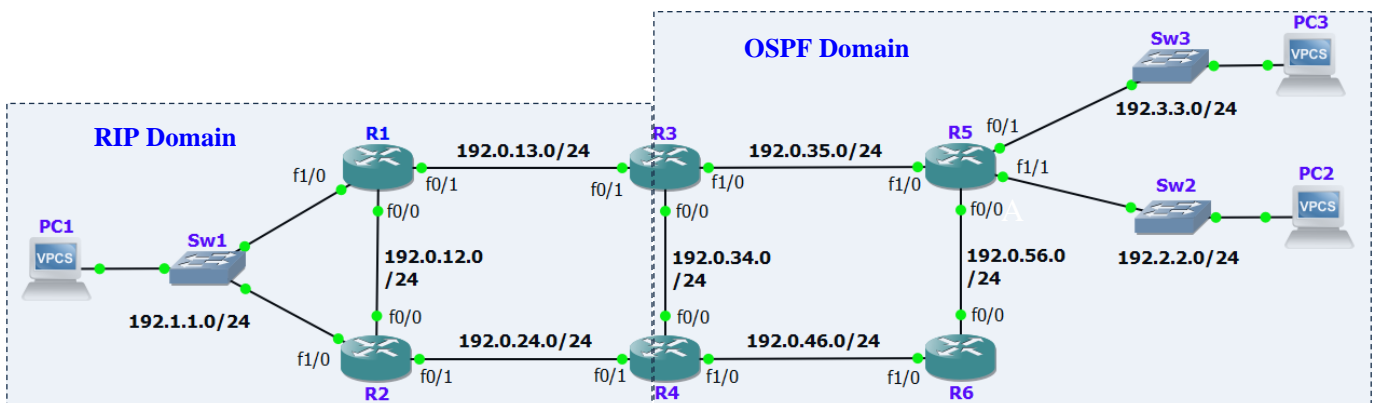 OSPF Domain
PC3
VPCS
Sw3
192.3.3.0/24
RIP Domain
R1
192.0.13.0/24
R3
192.0.35.0/24
R5
f0/1
f1/0
f0/1
f0/1
f1/0
f1/0
f1/1
PC2
VPCS
Sw2
192.2.2.0/24
f0/0
f0/0
f0/0
A
PC1
VPCS
Sw1
192.0.12.0
/24
192.0.34.0
/24
192.0.56.0
/24
192.1.1.0/24
f0/0
f0/0
f0/0
192.0.24.0/24
192.0.46.0/24
f1/0
f0/1
f0/1
f1/0
f1/0
R2
R4
R6